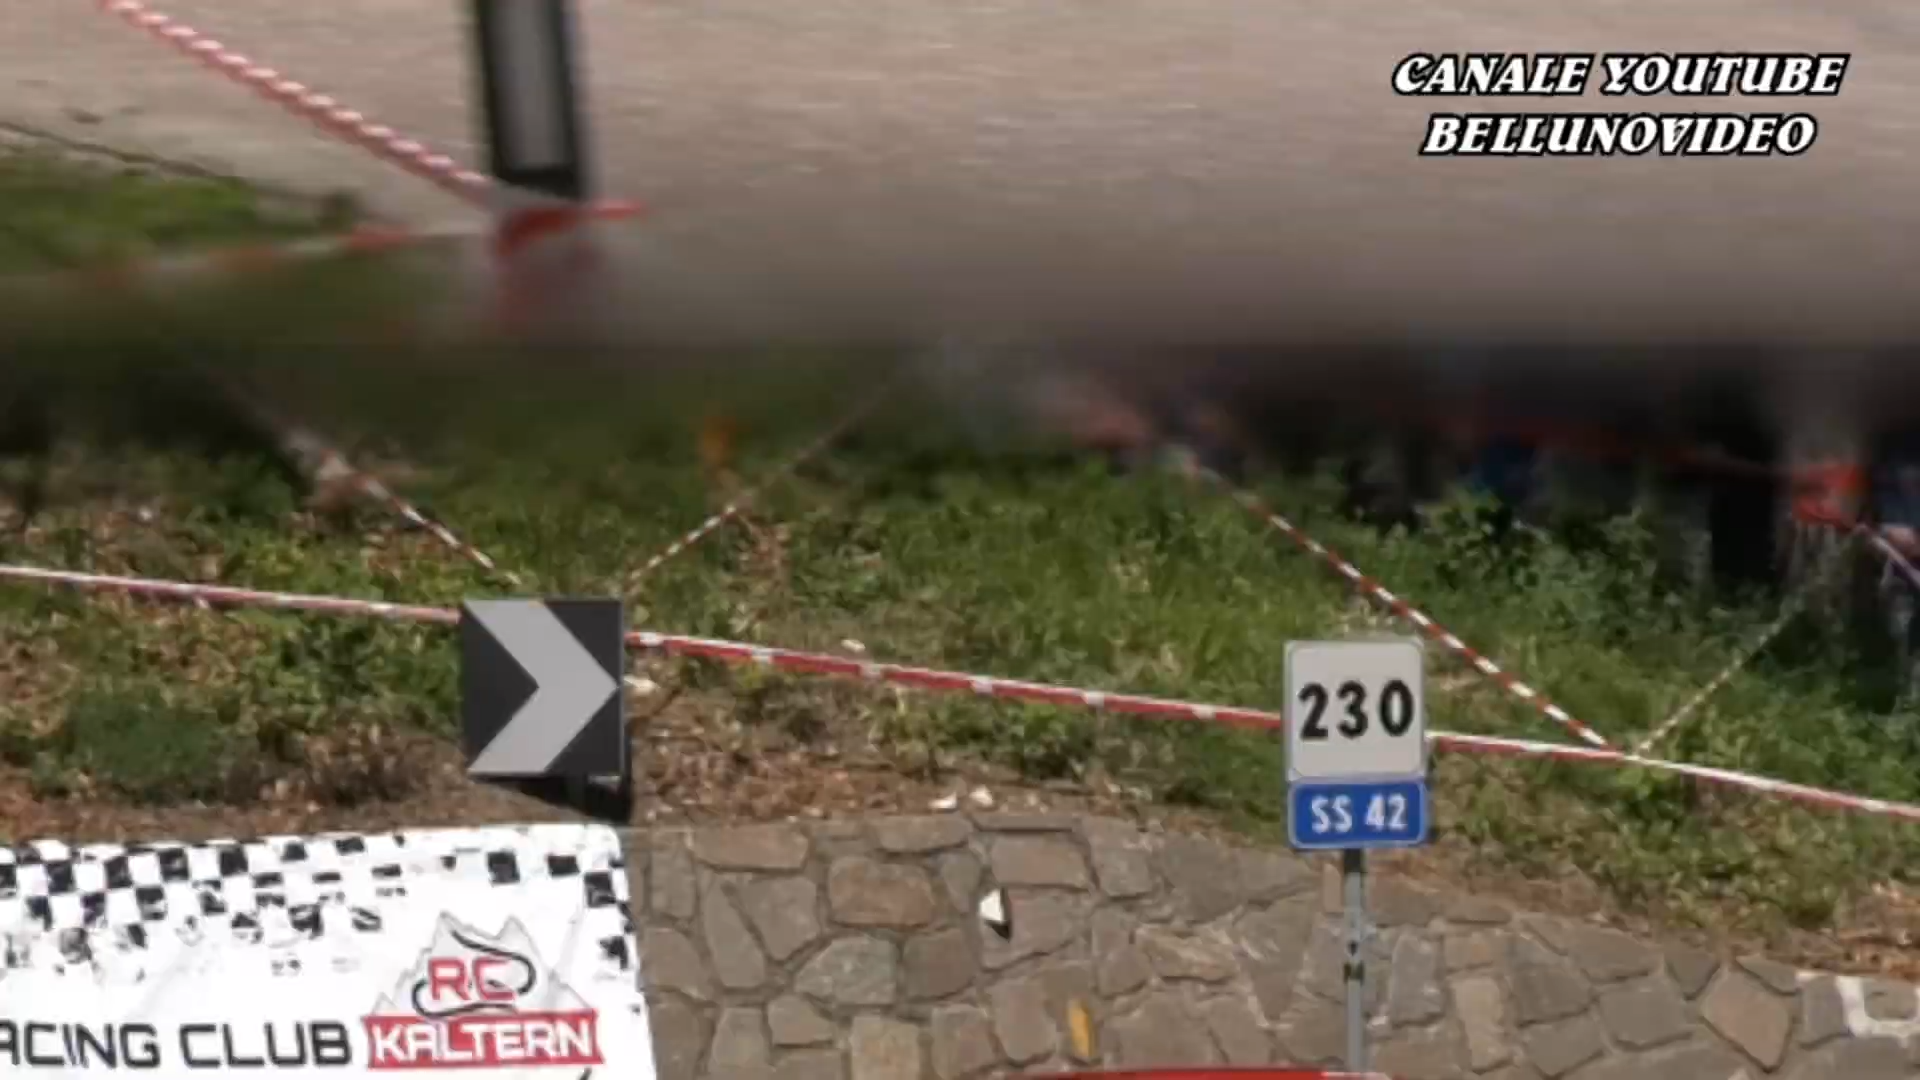 CANALE YOUTUBE
BELLUNOVIDEO
230
SS 42
RC
ACING CLUB KALTERN